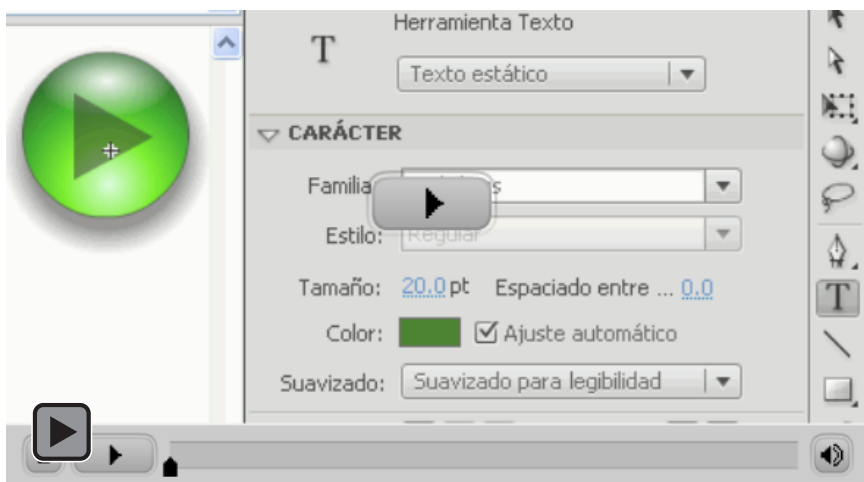 Herramienta Texto
T
Texto estático
CARÁCTER
Familia
Estilo: Regular
Tamaño: 20.0 pt Espaciado entre ... 0.0
Color: Ajuste automático
Suavizado: Suavizado para legibilidad
T